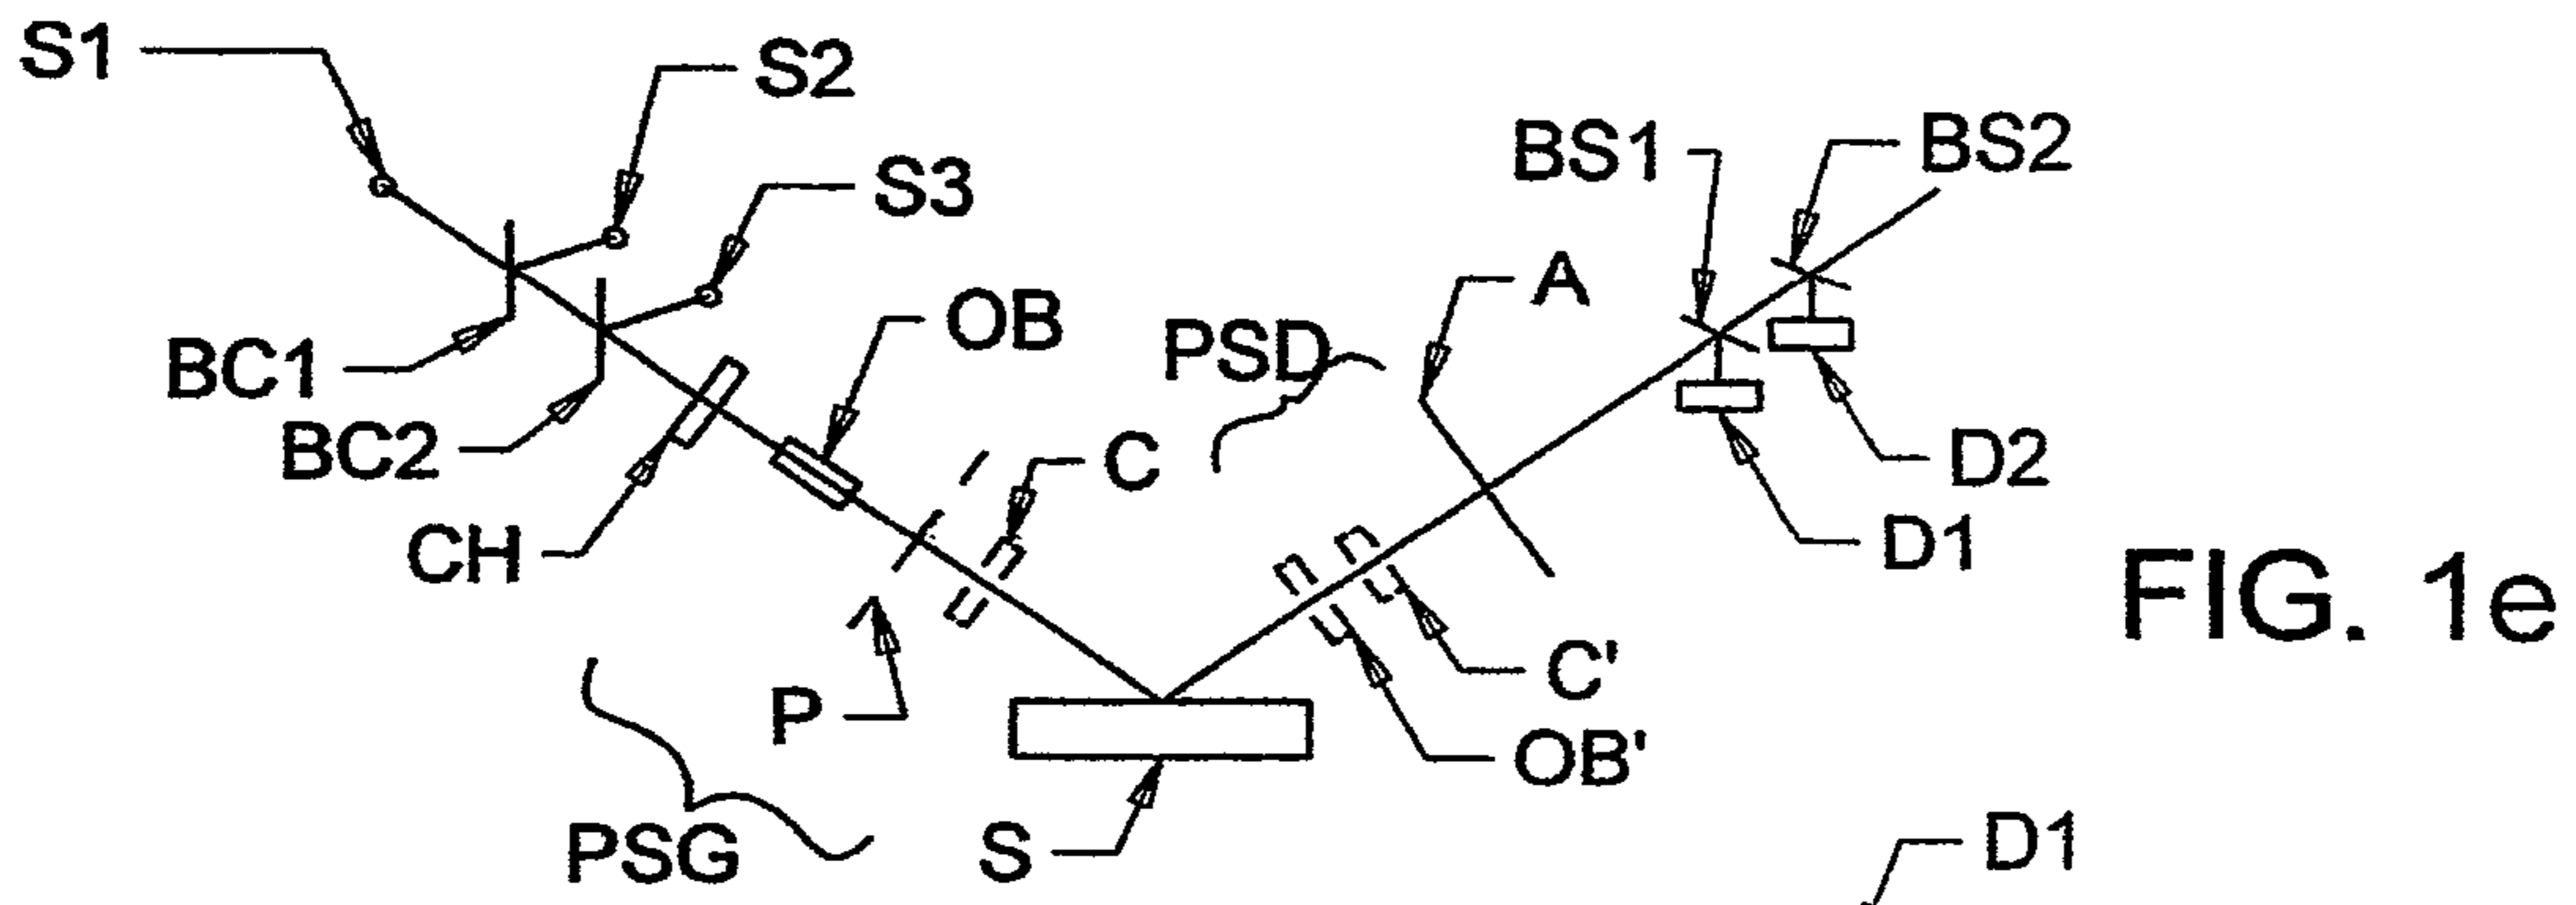 S1
S2
S3
BS1
BS2
A
OB
PSD
BC1
BC2
C
D2
CH
D1
FIG. 1e
C'
P
OB'
PSG
S
D1